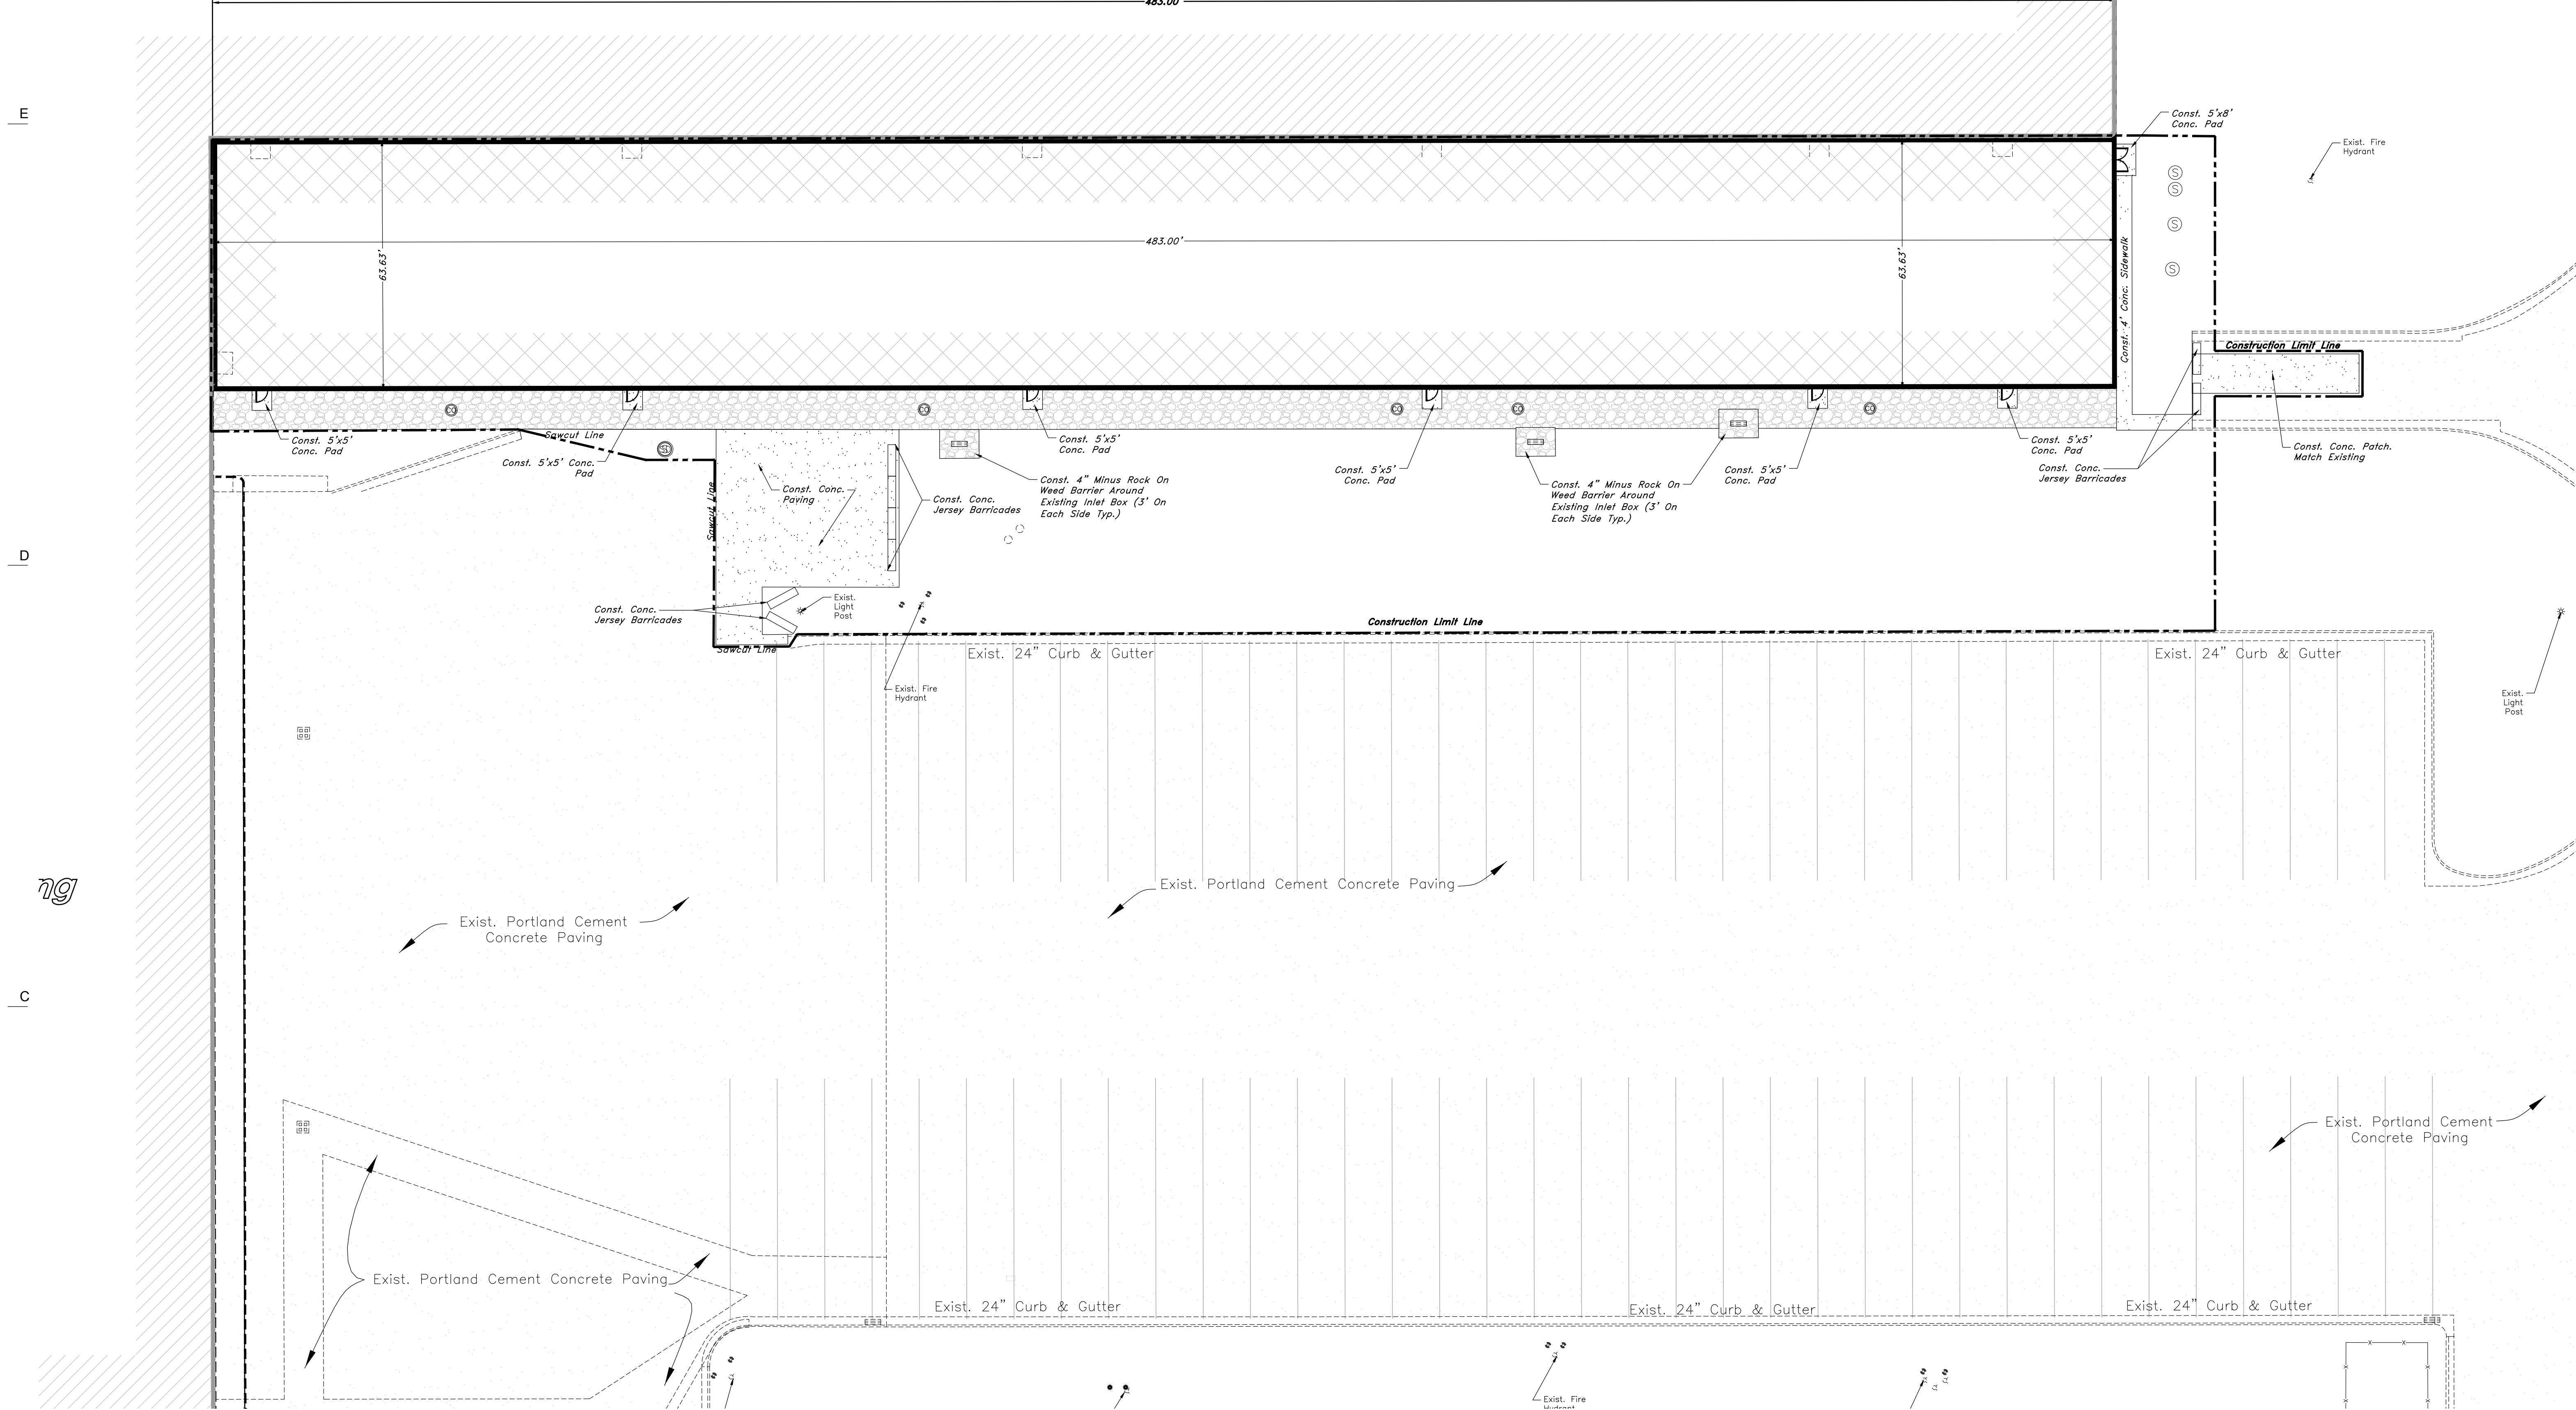 483.00'
E
Const. 5'x8'
Conc. Pad
Exist. Fire
Hydrant
S
S
S
S
483.00'
63.63'
63.63'
Const. 4' Conc. Sidewalk
Construction Limit Line
CO
CO
CO
CO
CO
Sawcut Line
S
Const. 5'x5'
Conc. Pad
Const. 5'x5' Conc.
Pad
Const. 5'x5'
Conc. Pad
Const. 5'x5'
Conc. Pad
Const. 5'x5'
Conc. Pad
Const. 5'x5'
Conc. Pad
Const. Conc. Patch.
Match Existing
Const. Conc.
Jersey Barricades
Const. 4" Minus Rock On
Weed Barrier Around
Existing Inlet Box (3' On
Each Side Typ.)
Const. 4" Minus Rock On
Weed Barrier Around
Existing Inlet Box (3' On
Each Side Typ.)
Const. Conc.
Paving
Const. Conc.
Jersey Barricades
Sawcut Line
D
Const. Conc.
Jersey Barricades
Exist.
Light
Post
Construction Limit Line
Sawcut Line
Exist. 24" Curb & Gutter
Exist. 24" Curb & Gutter
Exist. Fire
Hydrant
Exist.
Light
Post
ng
Exist. Portland Cement Concrete Paving
Exist. Portland Cement
Concrete Paving
C
Exist. Portland Cement
Concrete Paving
Exist. Portland Cement Concrete Paving
Exist. 24" Curb & Gutter
Exist. 24" Curb & Gutter
Exist. 24" Curb & Gutter
Exist. Fire
Hydrant